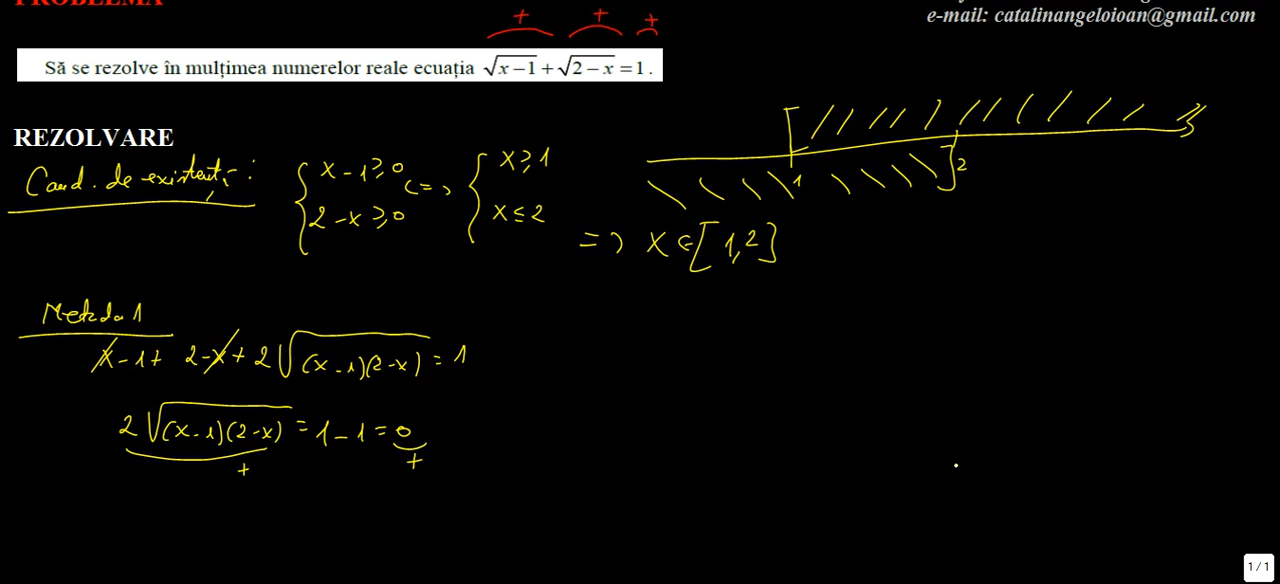 PROBLEMA
e-mail: catalinangeloioan@gmail.com
+ + +
Să se rezolve în mulțimea numerelor reale ecuația √(x−1) + √(2−x) = 1.
REZOLVARE
Cond. de existență:
{ x - 1 ≥ 0 <=> { x ≥ 1
2 - x ≥ 0 x ≤ 2
[ 1 ] 2
=> x ∈ [1,2]
Metoda 1
x - 1 + 2 - x + 2√((x-1)(2-x)) = 1
2√((x-1)(2-x)) = 1 - 1 = 0
+ +
1 / 1